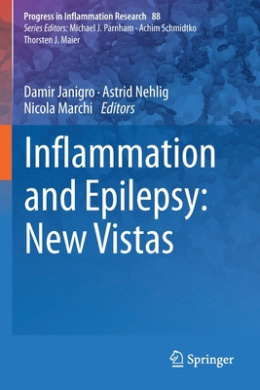 Progress in Inflammation Research 88
Series Editors: Michael J. Parnham · Achim Schmidtko
Thorsten J. Maier
Damir Janigro · Astrid Nehlig
Nicola Marchi Editors
Inflammation
and Epilepsy:
New Vistas
Springer